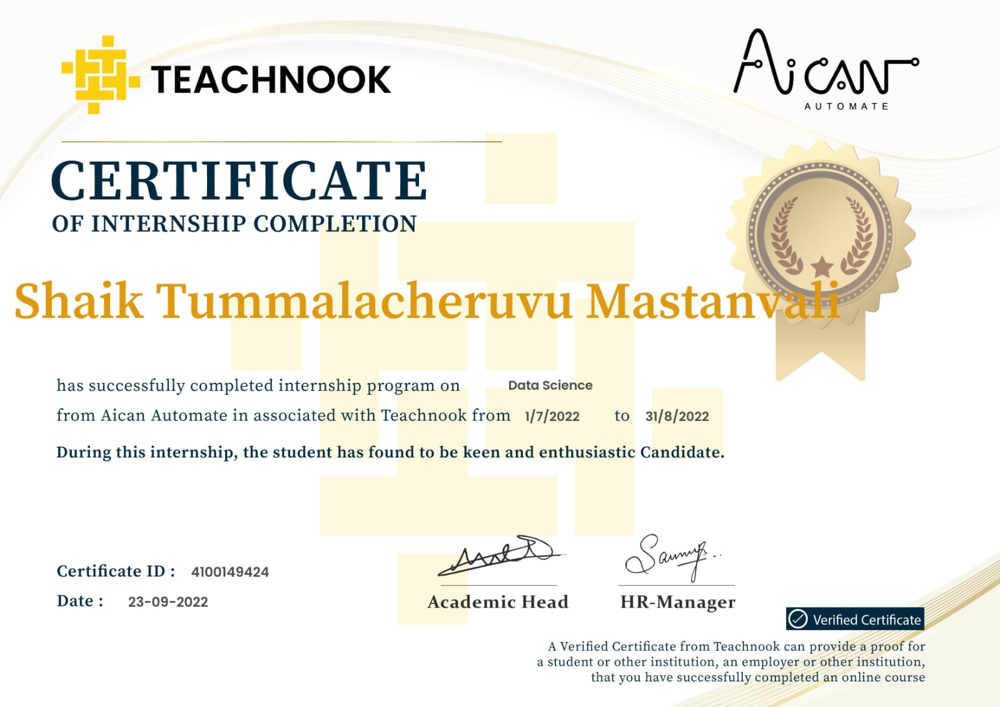 TEACHNOOK
AiCAN
AUTOMATE
CERTIFICATE
OF INTERNSHIP COMPLETION
Shaik Tummalacheruvu Mastanvali
has successfully completed internship program on Data Science
from Aican Automate in associated with Teachnook from 1/7/2022 to 31/8/2022
During this internship, the student has found to be keen and enthusiastic Candidate.
Certificate ID : 4100149424
Date : 23-09-2022
Academic Head
HR-Manager
Verified Certificate
A Verified Certificate from Teachnook can provide a proof for
a student or other institution, an employer or other institution,
that you have successfully completed an online course